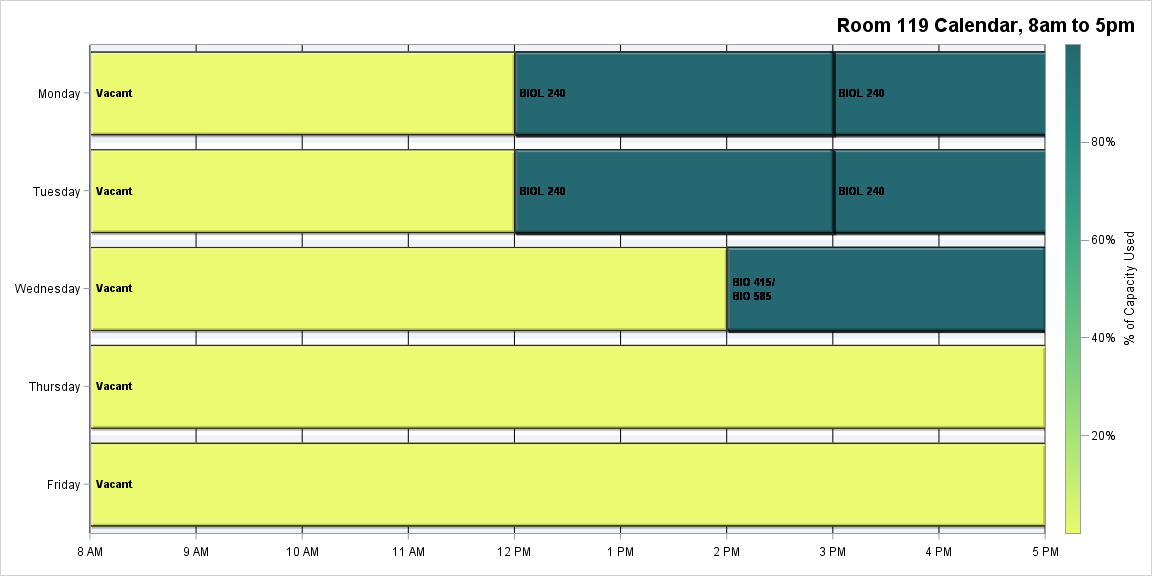 Room 119 Calendar, 8am to 5pm
Monday
Vacant
BIOL 240
BIOL 240
Tuesday
Vacant
BIOL 240
BIOL 240
Wednesday
Vacant
BIO 415/
BIO 585
Thursday
Vacant
Friday
Vacant
8 AM
9 AM
10 AM
11 AM
12 PM
1 PM
2 PM
3 PM
4 PM
5 PM
80%
60%
40%
20%
% of Capacity Used